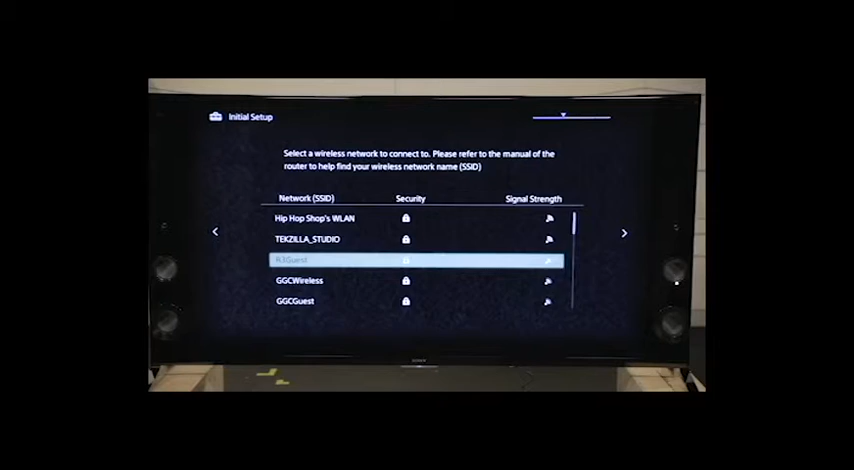 Initial Setup
Select a wireless network to connect to. Please refer to the manual of the
router to help find your wireless network name (SSID)
Network (SSID) Security Signal Strength
Hip Hop Shop's WLAN
TEKZILLA_STUDIO
GGCWireless
GGCGuest
SONY